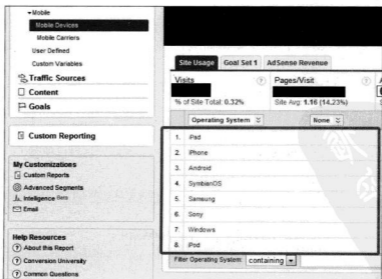 Mobile
Mobile Devices
Mobile Carriers
User Defined
Custom Variables
Traffic Sources
Content
Goals
Custom Reporting
My Customizations
Custom Reports
Advanced Segments
Intelligence Beta
Email
Help Resources
About this Report
Conversion University
Common Questions
Site Usage Goal Set 1 AdSense Revenue
Visits Pages/Visit
% of Site Total: 0.32% Site Avg: 1.16 (14.23%)
Operating System None
1. iPad
2. iPhone
3. Android
4. SymbianOS
5. Samsung
6. Sony
7. Windows
8. iPod
Filter Operating System: containing